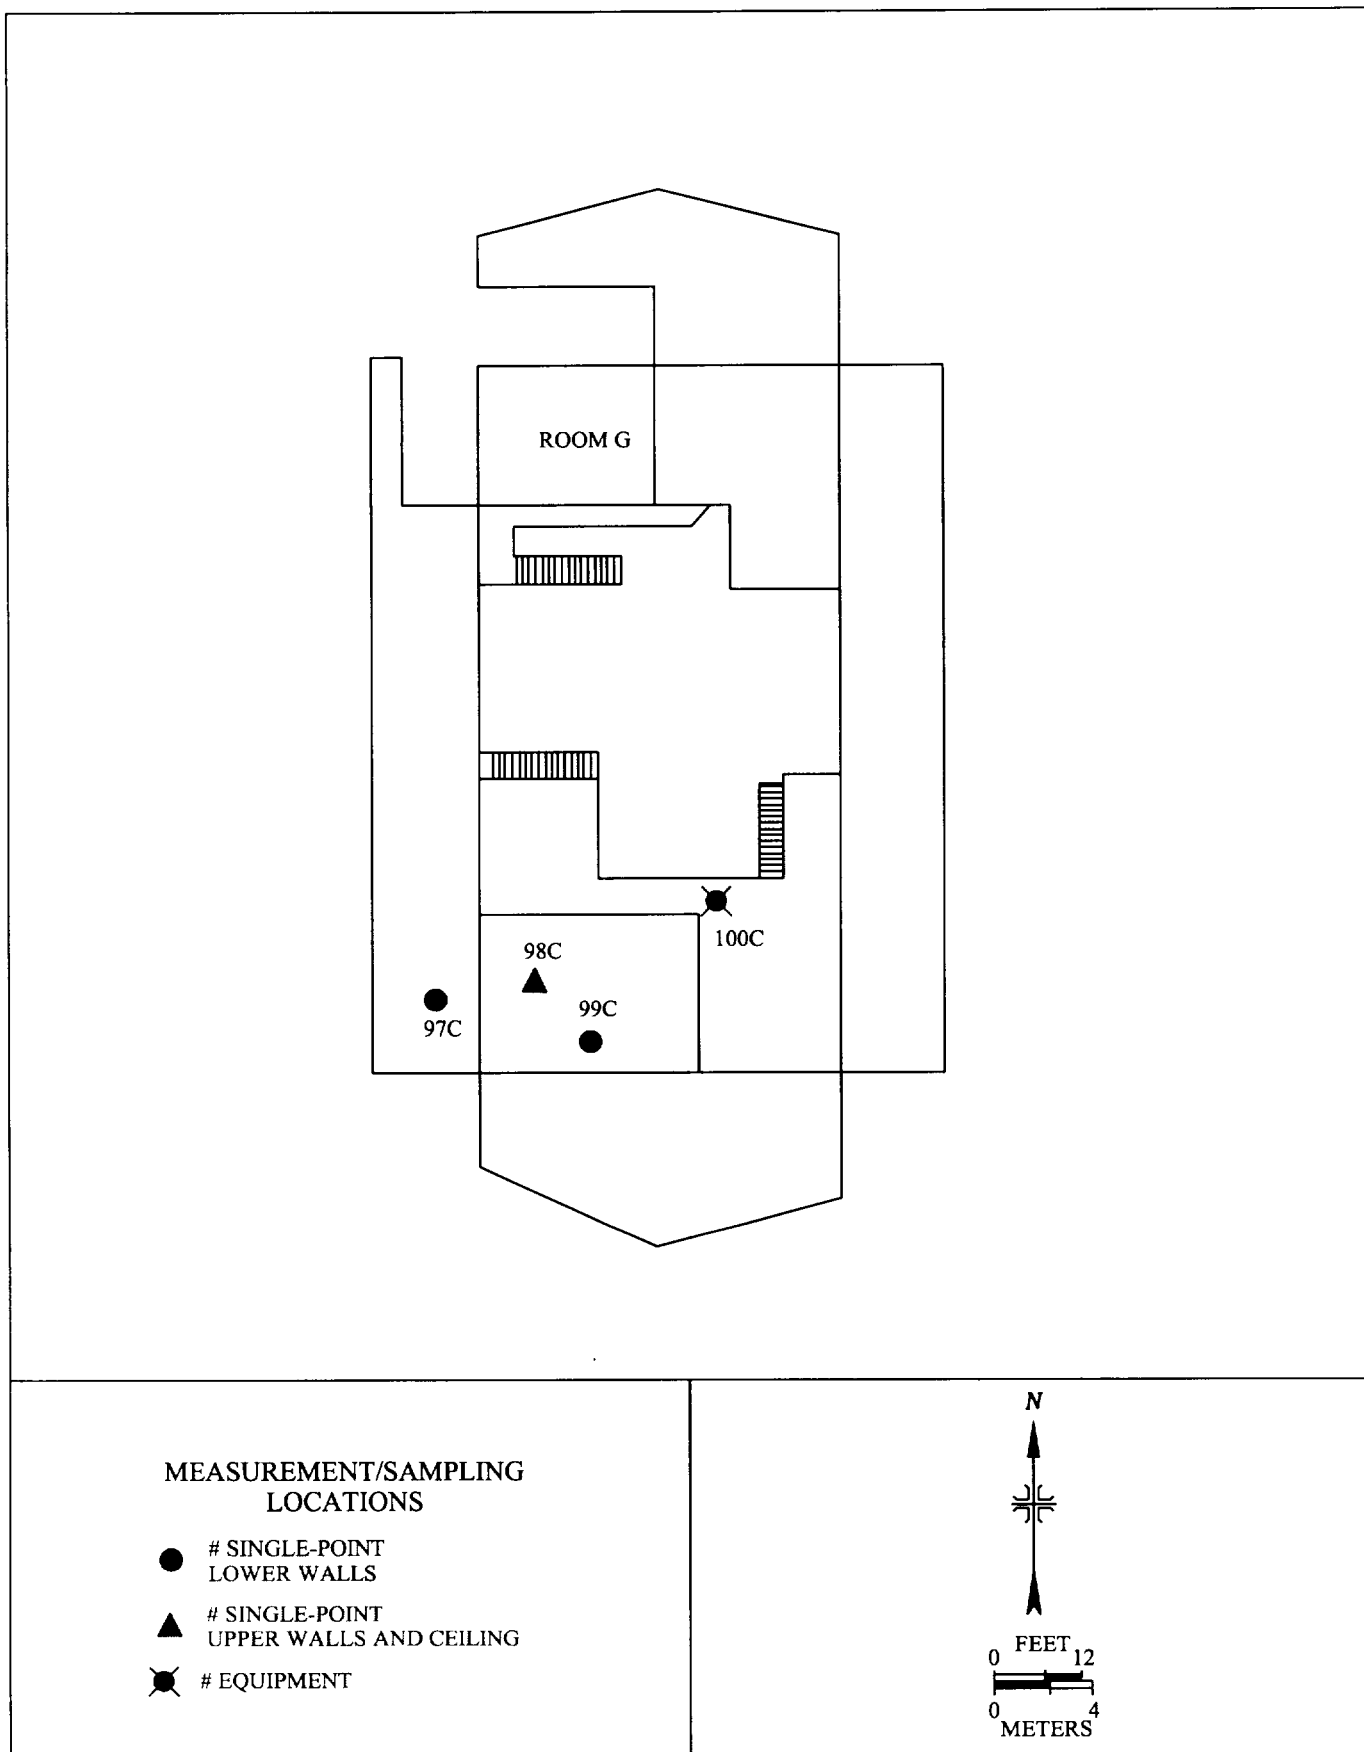 ROOM G
100C
98C
99C
97C
MEASUREMENT/SAMPLING
LOCATIONS
# SINGLE-POINT
LOWER WALLS
# SINGLE-POINT
UPPER WALLS AND CEILING
# EQUIPMENT
N
FEET
0 12
0 4
METERS